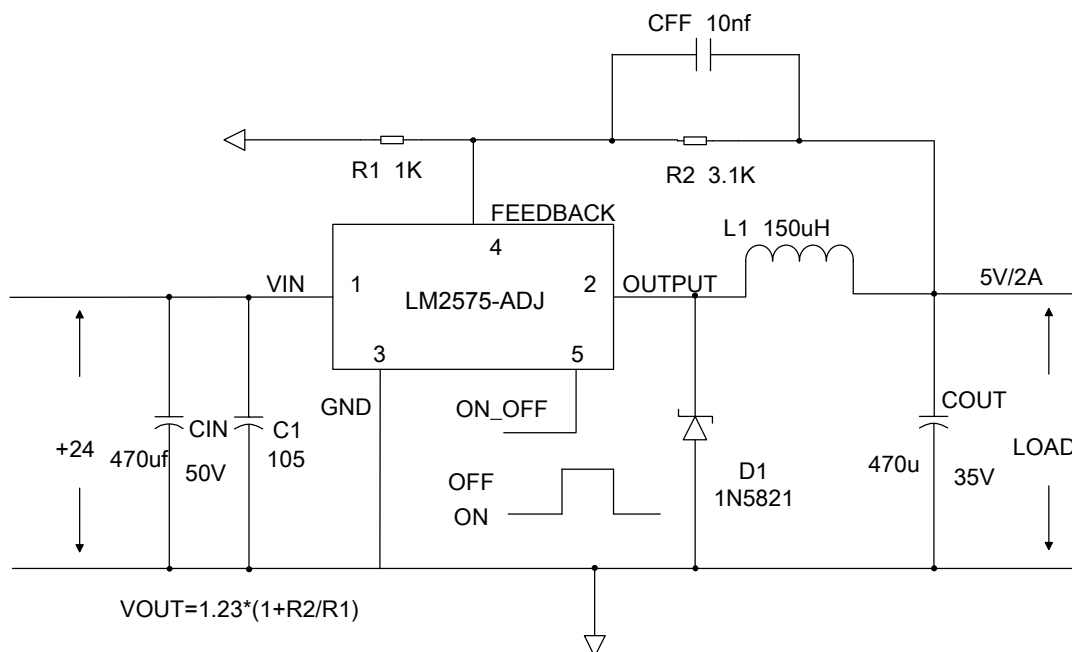 CFF 10nf
R1 1K
R2 3.1K
FEEDBACK
4
L1 150uH
VIN
1
LM2575-ADJ
2
OUTPUT
5V/2A
3
5
GND
ON_OFF
+24
470uf
CIN
50V
C1
105
OFF
ON
D1
1N5821
COUT
470u
35V
LOAD
VOUT=1.23*(1+R2/R1)